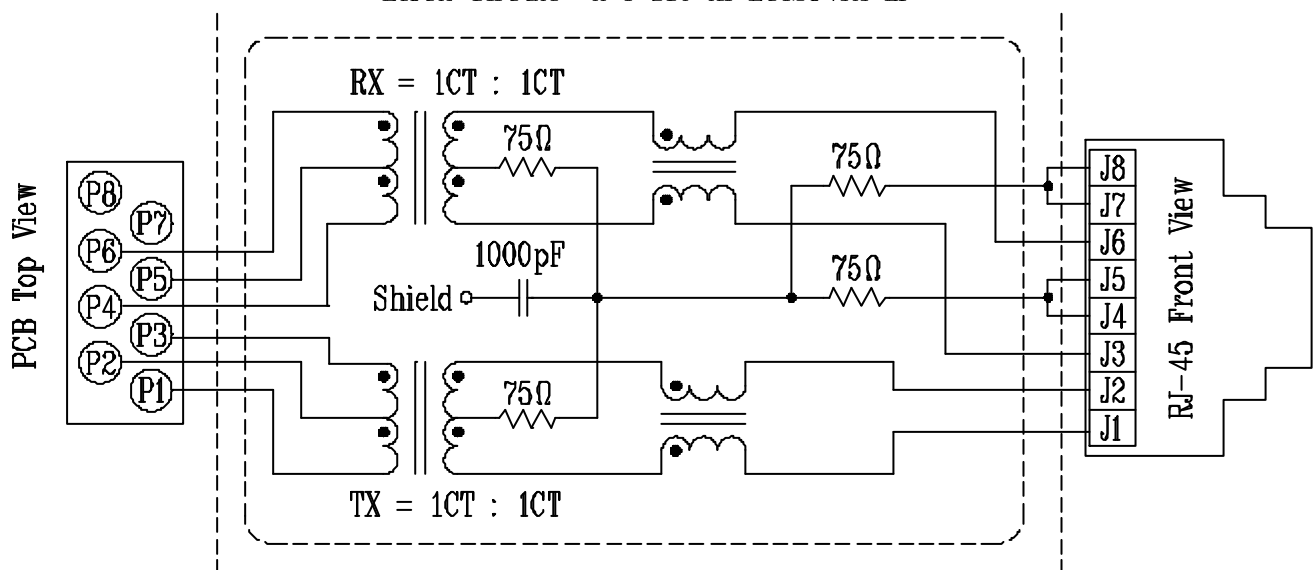 RX = 1CT : 1CT
75Ω
75Ω
J8
P8
J7
PCB Top View
P7
RJ-45 Front View
P6
J6
1000pF
75Ω
P5
J5
Shield
P4
J4
P3
J3
P2
75Ω
J2
P1
J1
TX = 1CT : 1CT